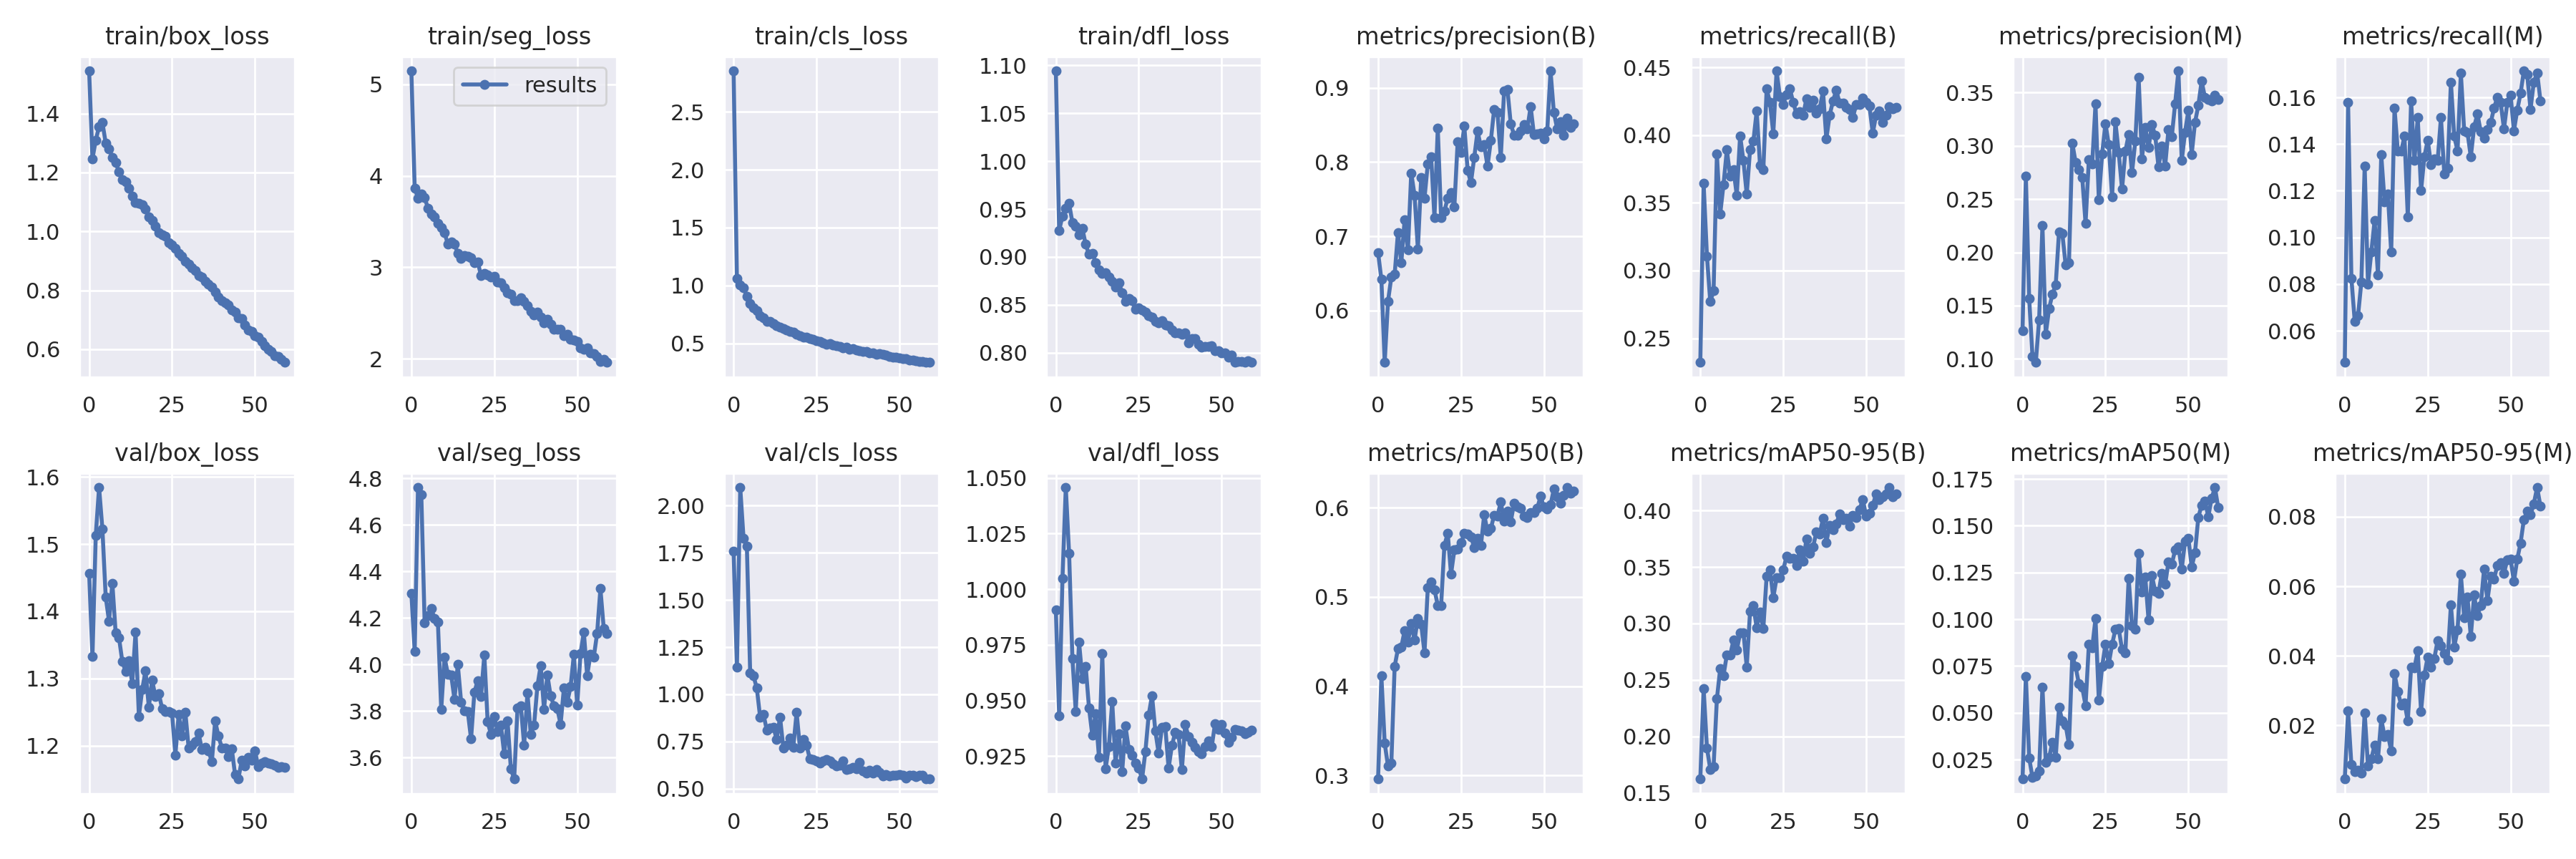 train/box_loss
train/seg_loss
train/cls_loss
train/dfl_loss
metrics/precision(B)
metrics/recall(B)
metrics/precision(M)
metrics/recall(M)
1.4
1.2
1.0
0.8
0.6
0 25 50
5
4
3
2
results
0 25 50
2.5
2.0
1.5
1.0
0.5
0 25 50
1.10
1.05
1.00
0.95
0.90
0.85
0.80
0 25 50
0.9
0.8
0.7
0.6
0 25 50
0.45
0.40
0.35
0.30
0.25
0 25 50
0.35
0.30
0.25
0.20
0.15
0.10
0 25 50
0.16
0.14
0.12
0.10
0.08
0.06
0 25 50
val/box_loss
val/seg_loss
val/cls_loss
val/dfl_loss
metrics/mAP50(B)
metrics/mAP50-95(B)
metrics/mAP50(M)
metrics/mAP50-95(M)
1.6
1.5
1.4
1.3
1.2
0 25 50
4.8
4.6
4.4
4.2
4.0
3.8
3.6
0 25 50
2.00
1.75
1.50
1.25
1.00
0.75
0.50
0 25 50
1.050
1.025
1.000
0.975
0.950
0.925
0 25 50
0.6
0.5
0.4
0.3
0 25 50
0.40
0.35
0.30
0.25
0.20
0.15
0 25 50
0.175
0.150
0.125
0.100
0.075
0.050
0.025
0 25 50
0.08
0.06
0.04
0.02
0 25 50